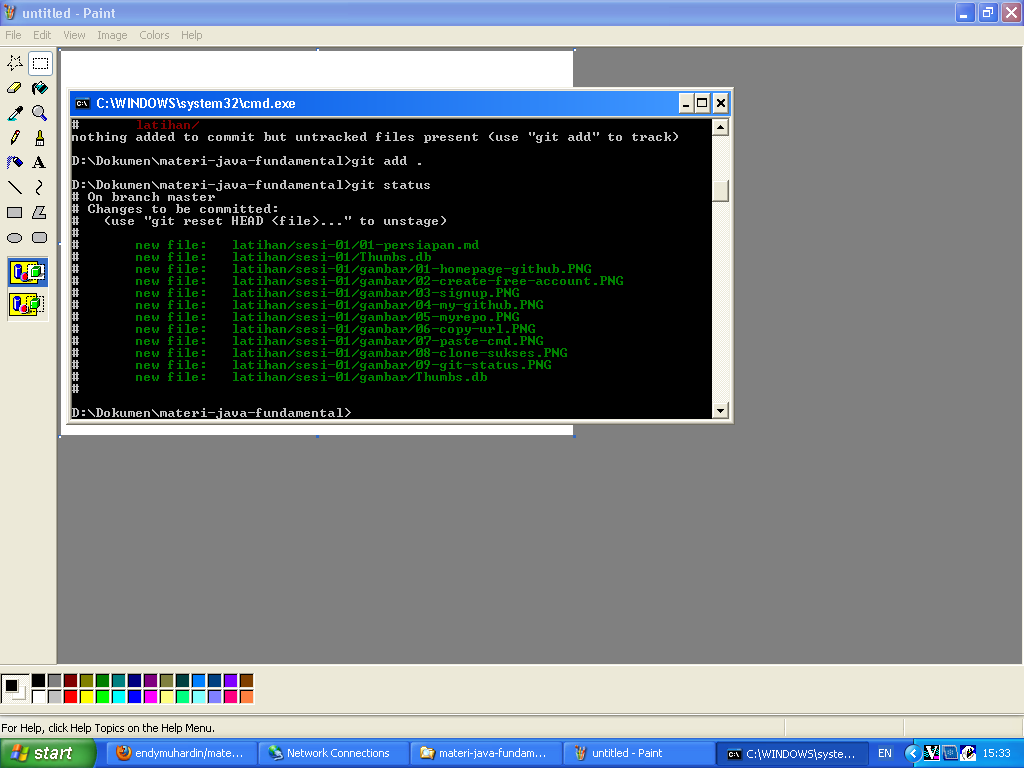 untitled - Paint
File Edit View Image Colors Help
C:\WINDOWS\system32\cmd.exe
# latihan/
nothing added to commit but untracked files present (use "git add" to track)
D:\Dokumen\materi-java-fundamental>git add .
D:\Dokumen\materi-java-fundamental>git status
# On branch master
# Changes to be committed:
# (use "git reset HEAD <file>..." to unstage)
#
# new file: latihan/sesi-01/01-persiapan.md
# new file: latihan/sesi-01/Thumbs.db
# new file: latihan/sesi-01/gambar/01-homepage-github.PNG
# new file: latihan/sesi-01/gambar/02-create-free-account.PNG
# new file: latihan/sesi-01/gambar/03-signup.PNG
# new file: latihan/sesi-01/gambar/04-my-github.PNG
# new file: latihan/sesi-01/gambar/05-myrepo.PNG
# new file: latihan/sesi-01/gambar/06-copy-url.PNG
# new file: latihan/sesi-01/gambar/07-paste-cmd.PNG
# new file: latihan/sesi-01/gambar/08-clone-sukses.PNG
# new file: latihan/sesi-01/gambar/09-git-status.PNG
# new file: latihan/sesi-01/gambar/Thumbs.db
#
D:\Dokumen\materi-java-fundamental>
A
For Help, click Help Topics on the Help Menu.
start endymuhardin/mate... Network Connections materi-java-fundam... untitled - Paint C:\WINDOWS\syste... EN 15:33